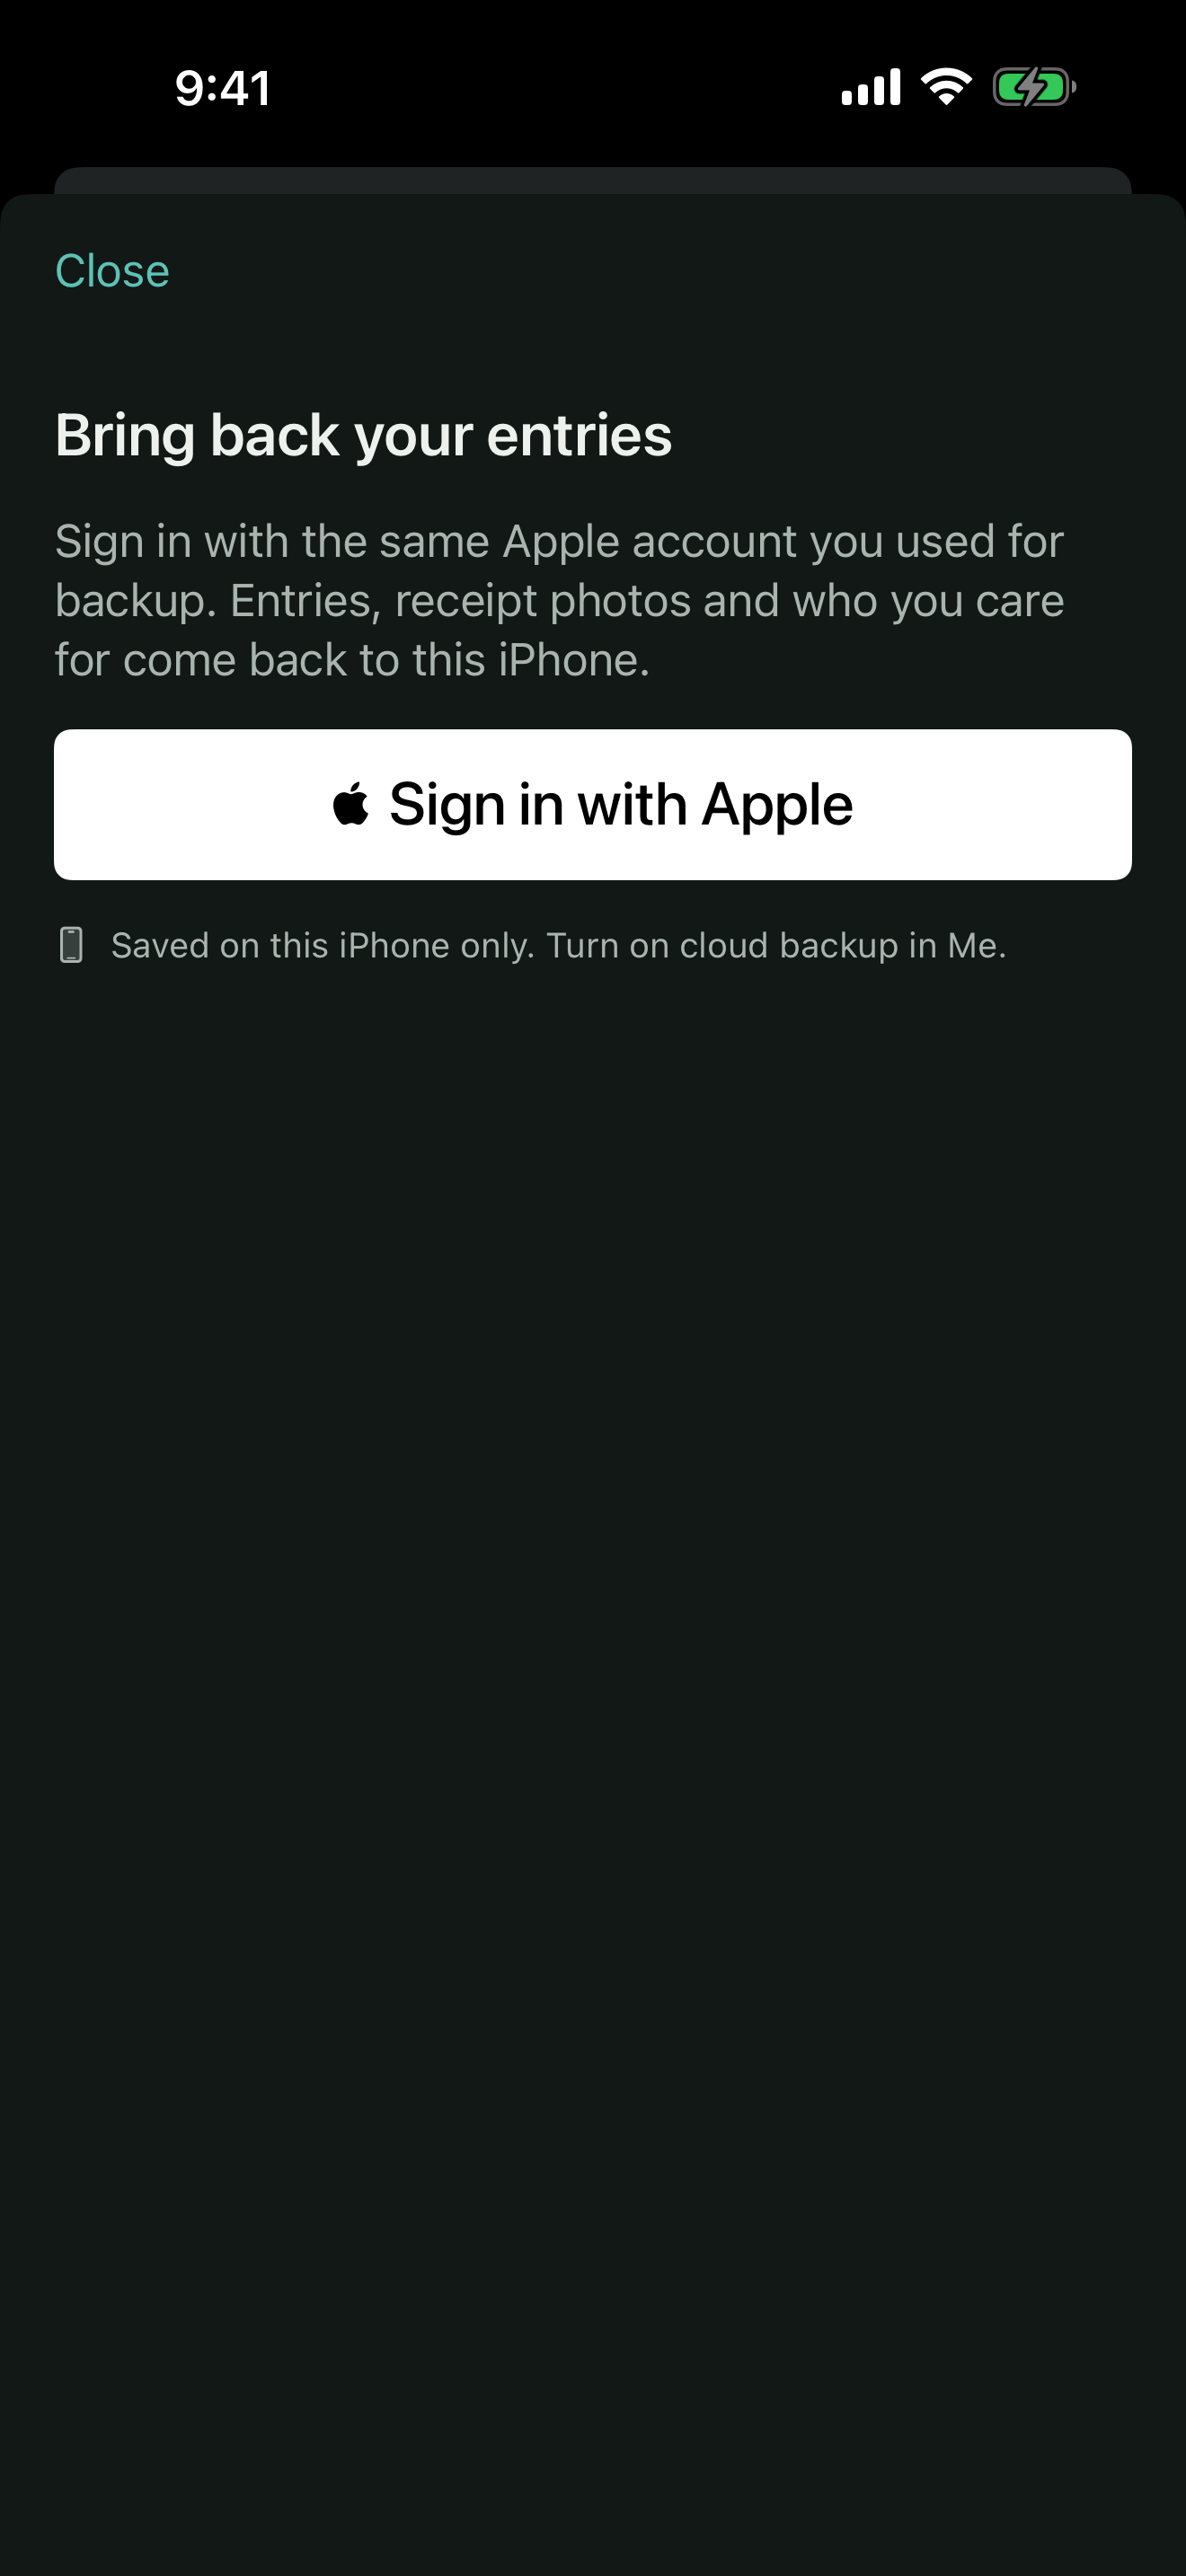 9:41
Close
Bring back your entries
Sign in with the same Apple account you used for
backup. Entries, receipt photos and who you care
for come back to this iPhone.
Sign in with Apple
Saved on this iPhone only. Turn on cloud backup in Me.